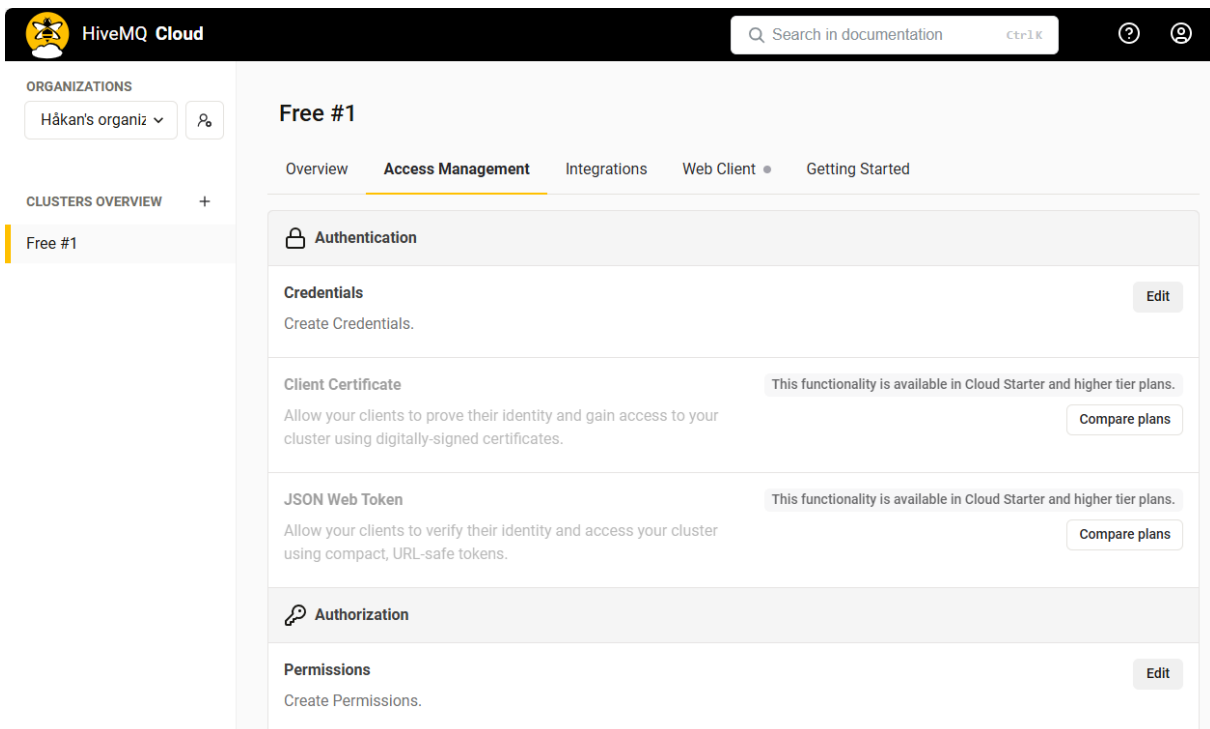 HiveMQ Cloud
Search in documentation
Ctrl K
ORGANIZATIONS
Håkan's organiz
CLUSTERS OVERVIEW +
Free #1
Free #1
Overview
Access Management
Integrations
Web Client
Getting Started
Authentication
Credentials
Edit
Create Credentials.
Client Certificate
This functionality is available in Cloud Starter and higher tier plans.
Allow your clients to prove their identity and gain access to your
cluster using digitally-signed certificates.
Compare plans
JSON Web Token
This functionality is available in Cloud Starter and higher tier plans.
Allow your clients to verify their identity and access your cluster
using compact, URL-safe tokens.
Compare plans
Authorization
Permissions
Edit
Create Permissions.